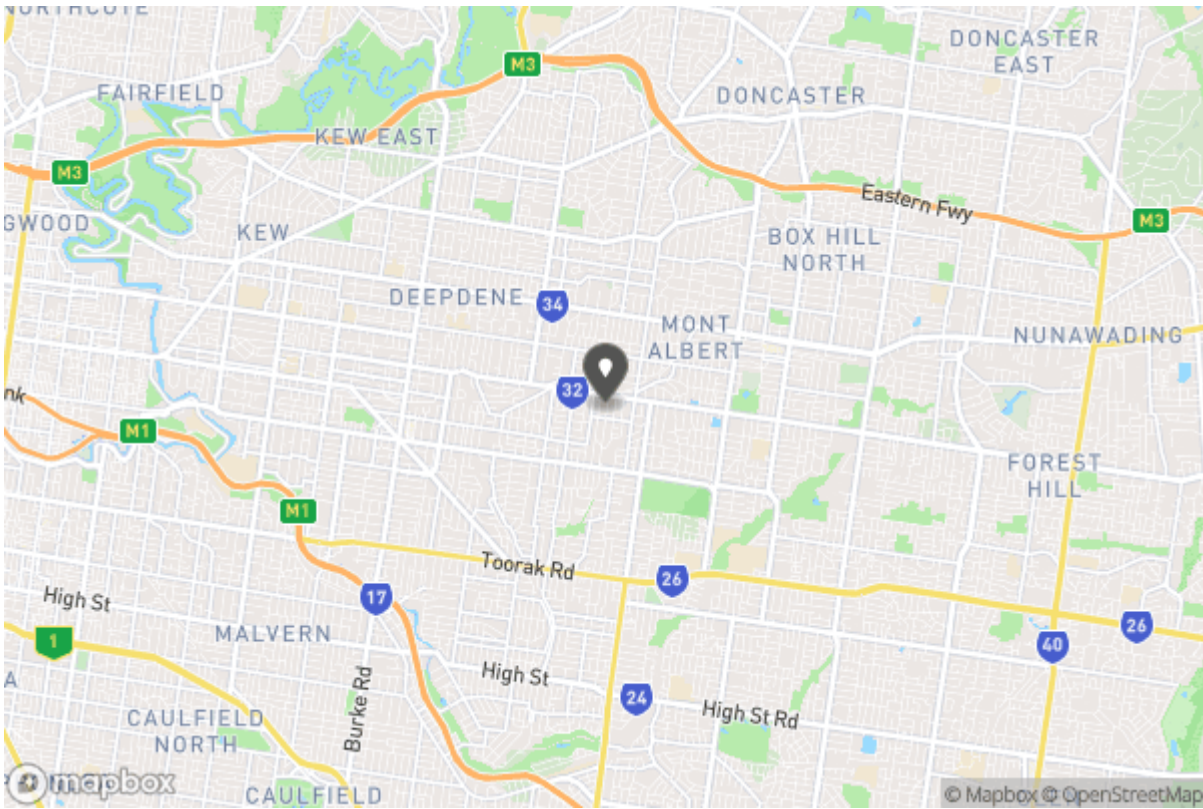 DONCASTER
EAST
M3
FAIRFIELD
DONCASTER
KEW EAST
M3
Eastern Fwy
M3
GWOOD
KEW
BOX HILL
NORTH
DEEPDENE
34
MONT
ALBERT
NUNAWADING
32
nk
M1
FOREST
HILL
M1
Toorak Rd
26
17
High St
MALVERN
1
26
40
High St
24
High St Rd
A
CAULFIELD
NORTH
Burke Rd
mapbox
CAULFIELD
© Mapbox © OpenStreetMap